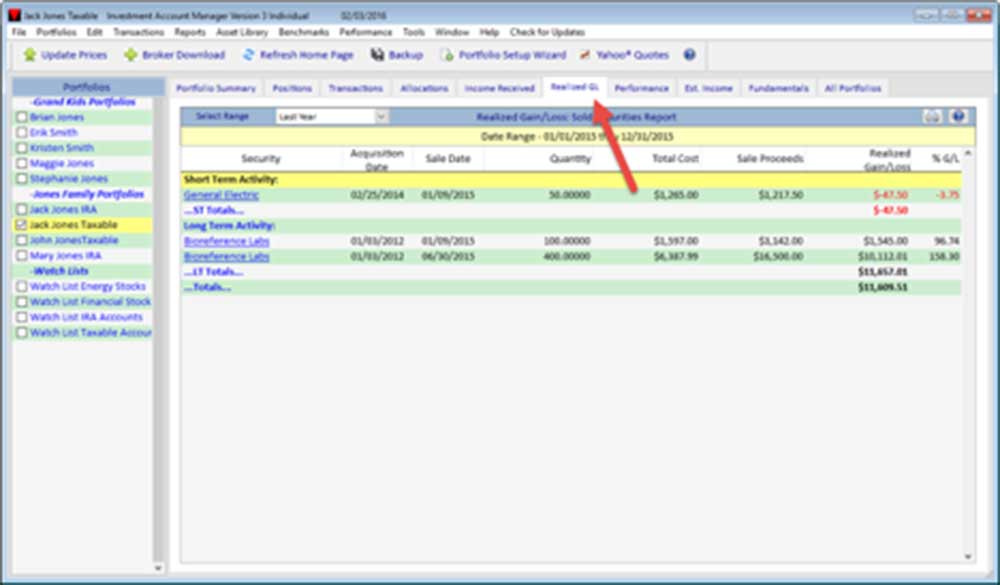 Jack Jones Taxable Investment Account Manager Version 3 Individual 02/03/2016
File Portfolios Edit Transactions Reports Asset Library Benchmarks Performance Tools Window Help Check for Updates
Update Prices Broker Download Refresh Home Page Backup Portfolio Setup Wizard Yahoo® Quotes
Portfolios
Portfolio Summary Positions Transactions Allocations Income Received Realized GL Performance Est. Income Fundamentals All Portfolios
-Grand Kids Portfolios
Brian Jones
Erik Smith
Kristen Smith
Maggie Jones
Stephanie Jones
-Jones Family Portfolios
Jack Jones IRA
Jack Jones Taxable
John JonesTaxable
Mary Jones IRA
-Watch Lists
Watch List Energy Stocks
Watch List Financial Stock
Watch List IRA Accounts
Watch List Taxable Accour
Select Range Last Year Realized Gain/Loss: Sold urities Report
Date Range - 01/01/2015 th 12/31/2015
Security Acquisition Date Sale Date Quantity Total Cost Sale Proceeds Realized Gain/Loss % G/L
Short Term Activity:
General Electric 02/25/2014 01/09/2015 50.00000 $1,265.00 $1,217.50 $-47.50 -3.75
...ST Totals... $-47.50
Long Term Activity:
Bioreference Labs 01/03/2012 01/09/2015 100.00000 $1,597.00 $3,142.00 $1,545.00 96.74
Bioreference Labs 01/03/2012 06/30/2015 400.00000 $6,387.99 $16,500.00 $10,112.01 158.30
...LT Totals... $11,657.01
...Totals... $11,609.51